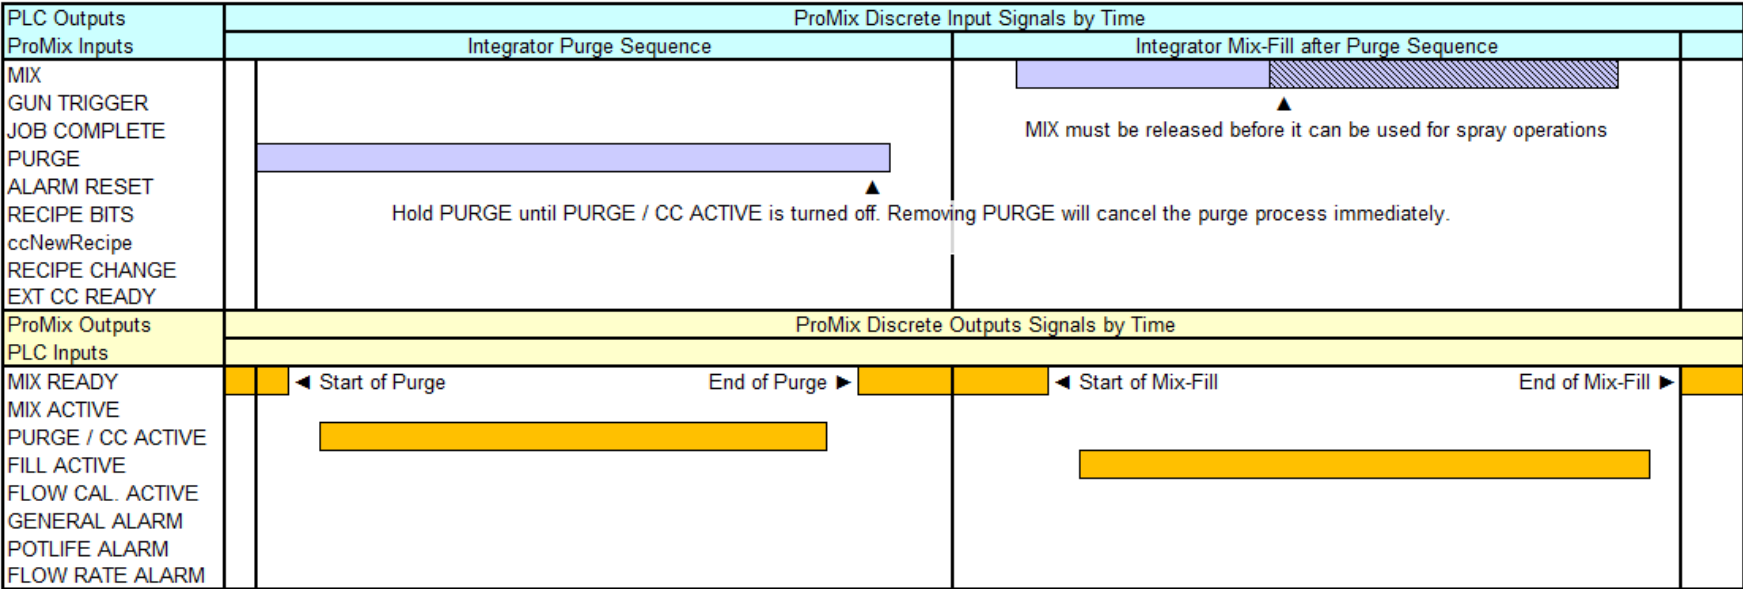 PLC Outputs
ProMix Discrete Input Signals by Time
ProMix Inputs
Integrator Purge Sequence
Integrator Mix-Fill after Purge Sequence
MIX
GUN TRIGGER
JOB COMPLETE
MIX must be released before it can be used for spray operations
PURGE
ALARM RESET
RECIPE BITS
Hold PURGE until PURGE / CC ACTIVE is turned off. Removing PURGE will cancel the purge process immediately.
ccNewRecipe
RECIPE CHANGE
EXT CC READY
ProMix Outputs
ProMix Discrete Outputs Signals by Time
PLC Inputs
MIX READY
◄ Start of Purge
End of Purge ►
◄ Start of Mix-Fill
End of Mix-Fill ►
MIX ACTIVE
PURGE / CC ACTIVE
FILL ACTIVE
FLOW CAL. ACTIVE
GENERAL ALARM
POTLIFE ALARM
FLOW RATE ALARM